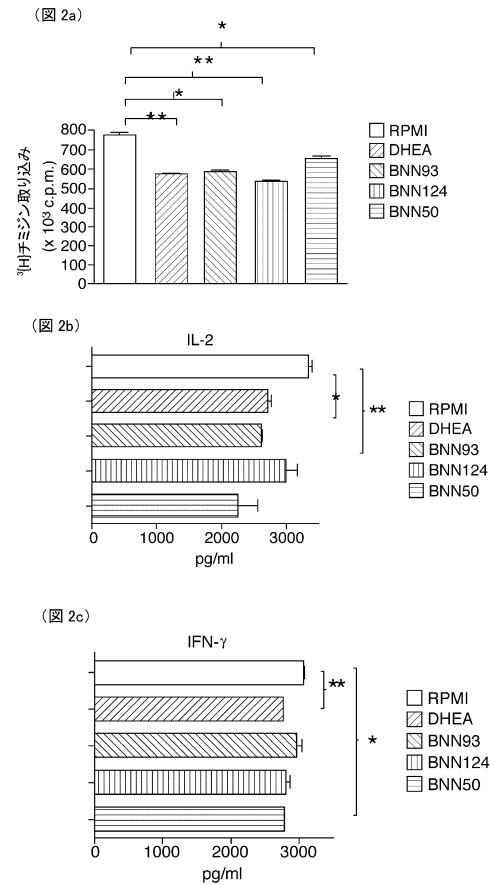 (図 2a)
*
**
*
**
³[H]チミジン取り込み
(x 10³ c.p.m.)
800
700
600
500
400
300
200
100
0
RPMI
DHEA
BNN93
BNN124
BNN50
(図 2b)
IL-2
*
**
RPMI
DHEA
BNN93
BNN124
BNN50
0 1000 2000 3000
pg/ml
(図 2c)
IFN-γ
**
*
RPMI
DHEA
BNN93
BNN124
BNN50
0 1000 2000 3000
pg/ml